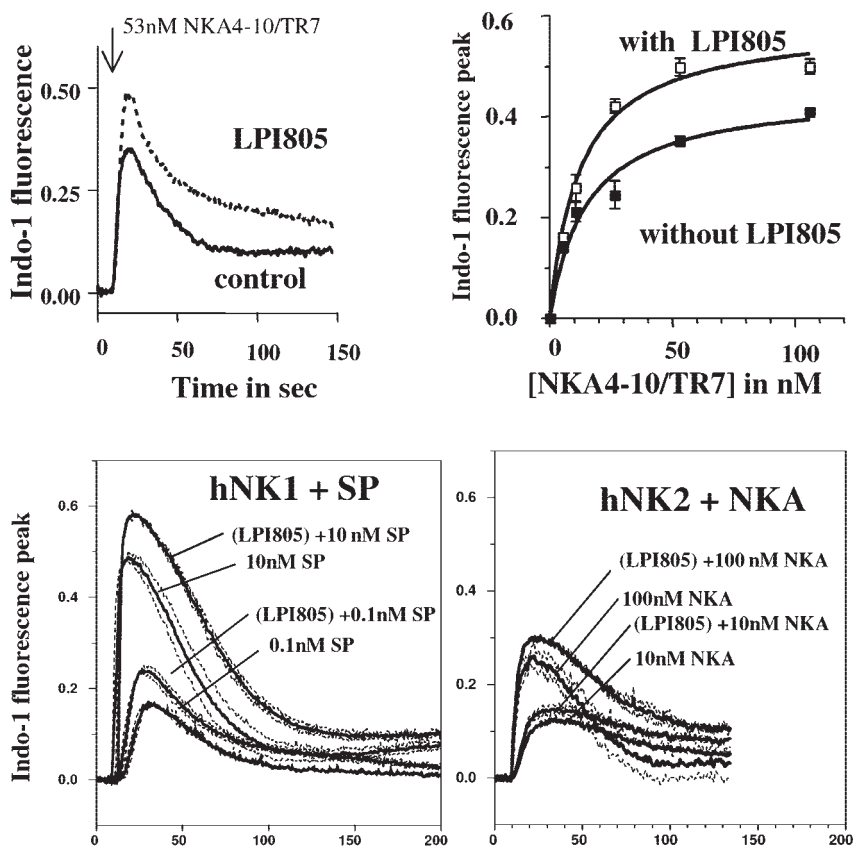 53nM NKA4-10/TR7
Indo-1 fluorescence
0.50
0.25
0.00
LPI805
control
0 50 100 150
Time in sec
Indo-1 fluorescence peak
0.6
0.4
0.2
0.0
with LPI805
without LPI805
0 50 100
[NKA4-10/TR7] in nM
Indo-1 fluorescence peak
0.6
0.4
0.2
0.0
hNK1 + SP
(LPI805) +10 nM SP
10nM SP
(LPI805) +0.1nM SP
0.1nM SP
0 50 100 150 200
0.6
0.4
0.2
0.0
hNK2 + NKA
(LPI805) +100 nM NKA
100nM NKA
(LPI805) +10nM NKA
10nM NKA
0 50 100 150 200